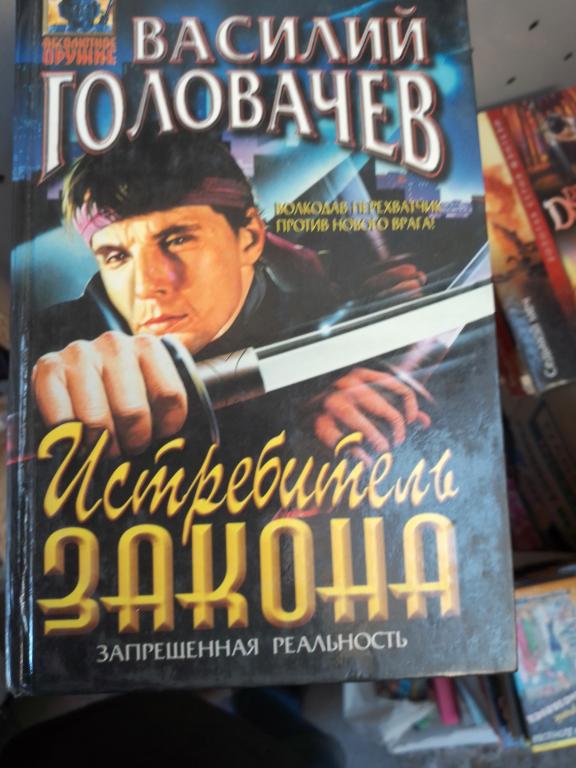 АБСОЛЮТНОЕ
ОРУЖИЕ
ВАСИЛИЙ
ГОЛОВАЧЕВ
ВОЛКОДАВ ПЕРЕХВАТЧИК
ПРОТИВ НОВОГО ВРАГА!
Истребитель
ЗАКОНА
ЗАПРЕЩЕННАЯ РЕАЛЬНОСТЬ